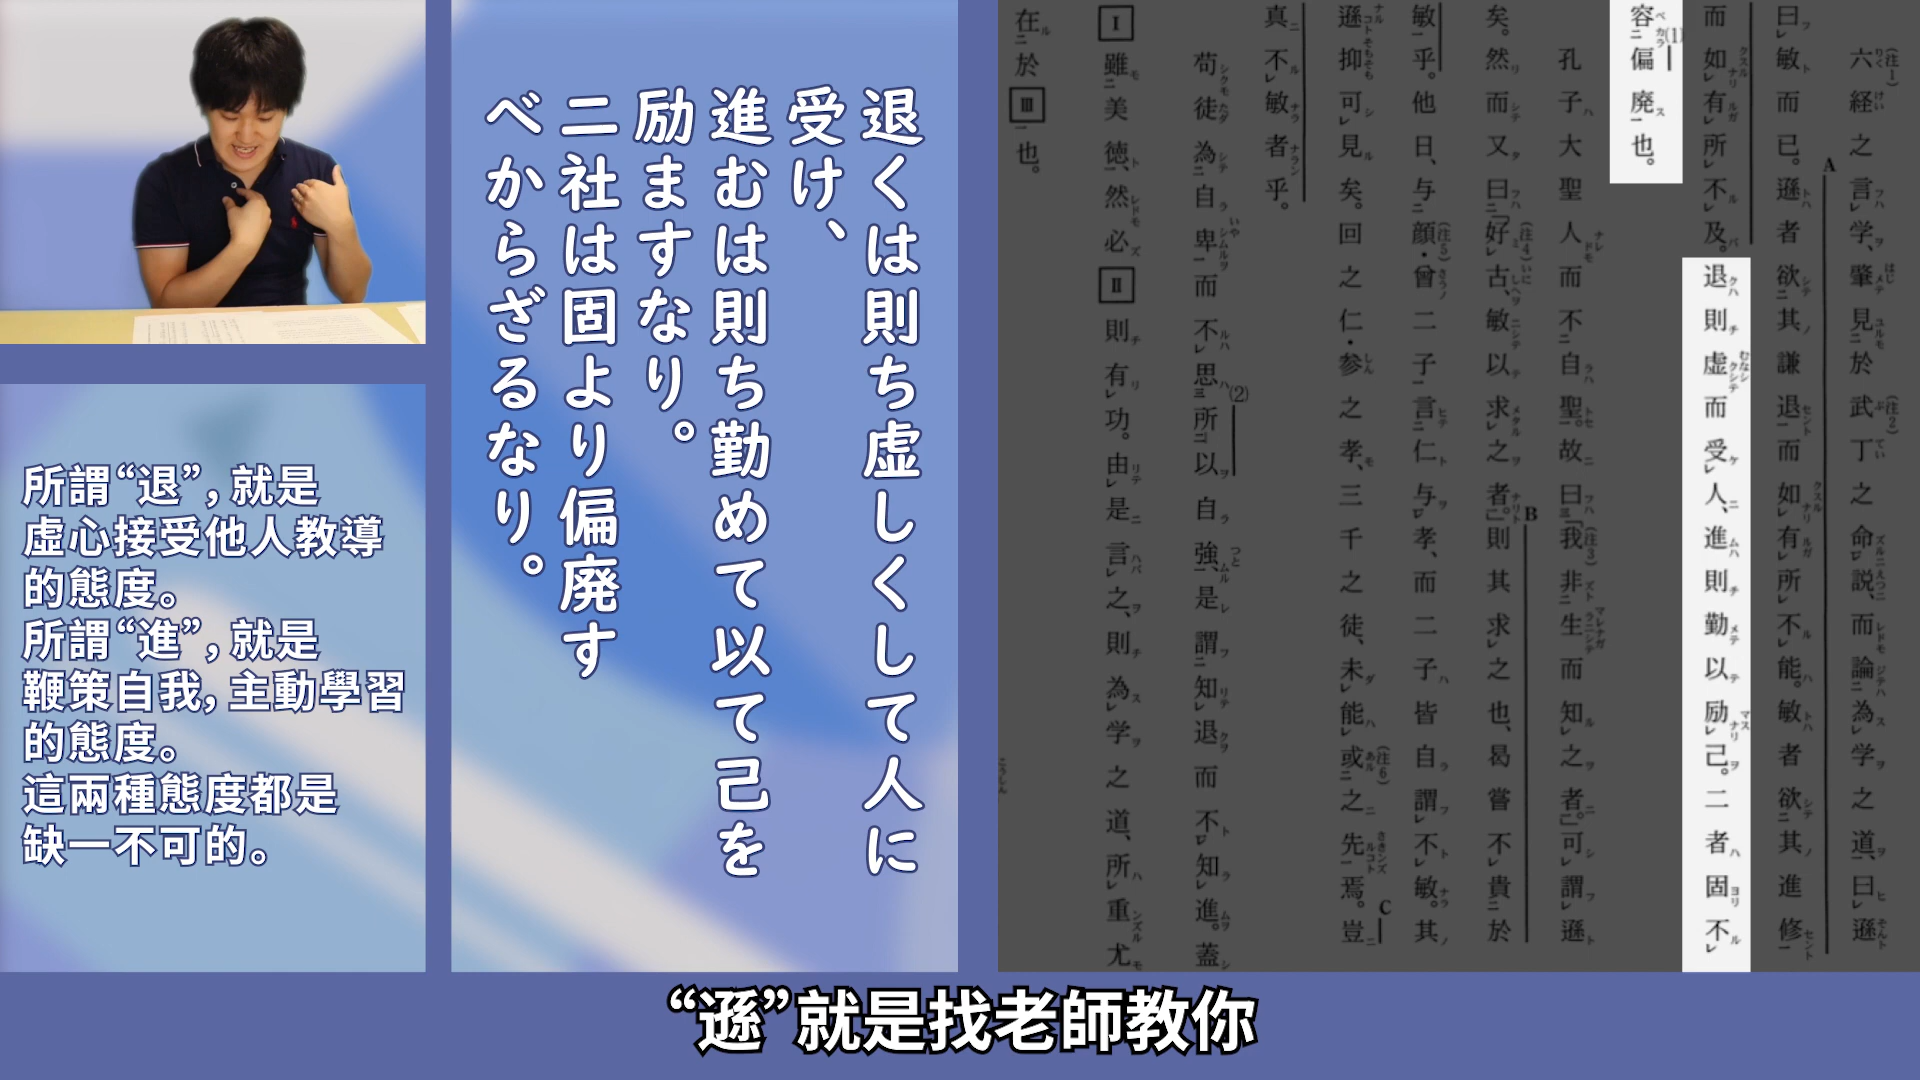 所謂“退”，就是
虛心接受他人教導
的態度。
所謂“進”，就是
鞭策自我，主動學習
的態度。
這兩種態度都是
缺一不可的。
退くは則ち虚しくして人に
受け、
進むは則ち勤めて以て己を
励ますなり。
二社は固より偏廃す
べからざるなり。
六経之言学、肇見於武丁之命説、而論為学之道、曰遜
曰敏而已。遜者欲其謙退而如有所不能。敏者欲其進修
而如有所不及。退則虚而受人、進則勤以励己。二者固不
容偏廃也。
孔子大聖人而不自聖。故曰「我非生而知之者。」可謂遜
矣。然而又曰「好古、敏以求之者。」則其求之也、曷嘗不貴於
敏乎。他日、与顔・曾二子言仁与孝、而二子皆自謂不敏。其
遜抑可見矣。回之仁・参之孝、三千之徒、未能或之先焉。豈
真不敏者乎。
苟徒為自卑而不思所以自強、是謂知退而不知進。蓋
I雖美徳、然必II則有功。由是言之、則為学之道、所重尤
在於III也。
“遜”就是找老師教你